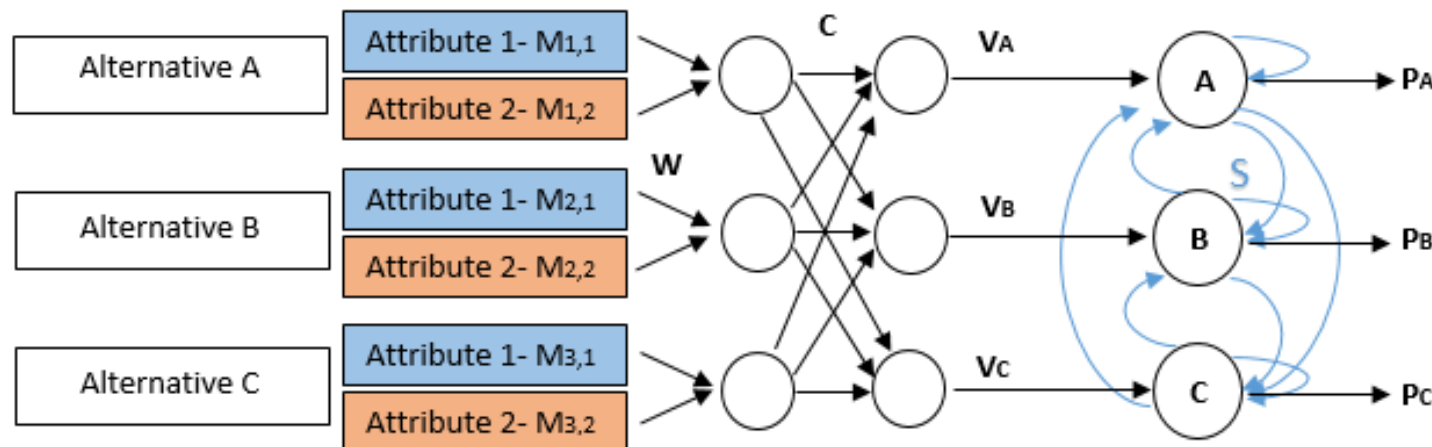 Alternative A
Attribute 1- M1,1
Attribute 2- M1,2
C
VA
A
PA
W
S
Alternative B
Attribute 1- M2,1
Attribute 2- M2,2
VB
B
PB
Alternative C
Attribute 1- M3,1
Attribute 2- M3,2
VC
C
PC